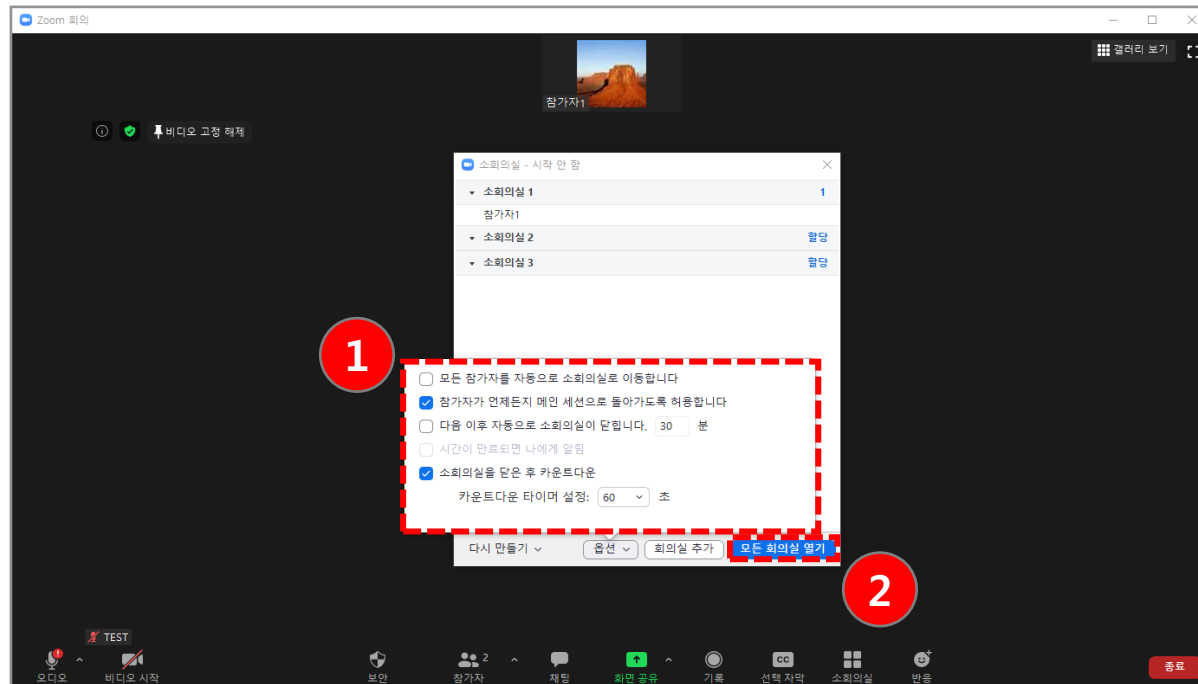 Zoom 회의
갤러리 보기
참가자1
비디오 고정 해제
소회의실 - 시작 안 함
소회의실 1 1
참가자1
소회의실 2 할당
소회의실 3 할당
1
모든 참가자를 자동으로 소회의실로 이동합니다
참가자가 언제든지 메인 세션으로 돌아가도록 허용합니다
다음 이후 자동으로 소회의실이 닫힙니다. 30 분
시간이 만료되면 나에게 알림
소회의실을 닫은 후 카운트다운
카운트다운 타이머 설정: 60 초
다시 만들기 옵션 회의실 추가 모든 회의실 열기
2
TEST
오디오 비디오 시작 보안 참가자 2 채팅 화면 공유 기록 CC 선택 자막 소회의실 반응 종료